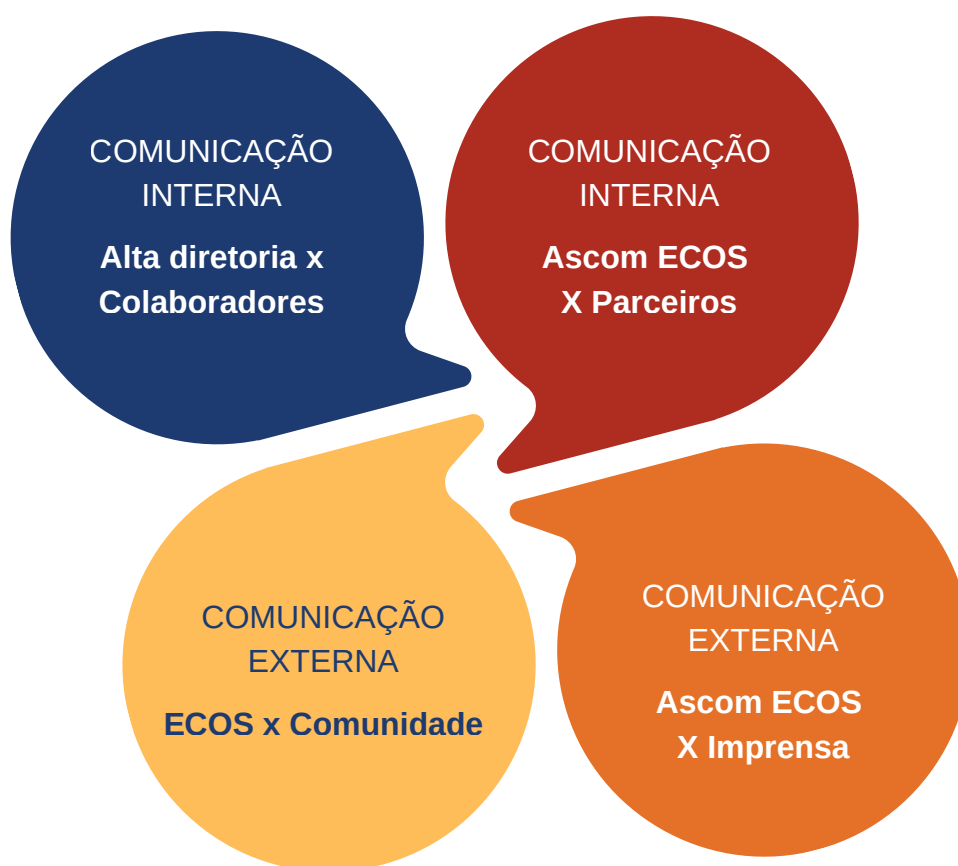 COMUNICAÇÃO
INTERNA
Alta diretoria x
Colaboradores
COMUNICAÇÃO
INTERNA
Ascom ECOS
X Parceiros
COMUNICAÇÃO
EXTERNA
ECOS x Comunidade
COMUNICAÇÃO
EXTERNA
Ascom ECOS
X Imprensa